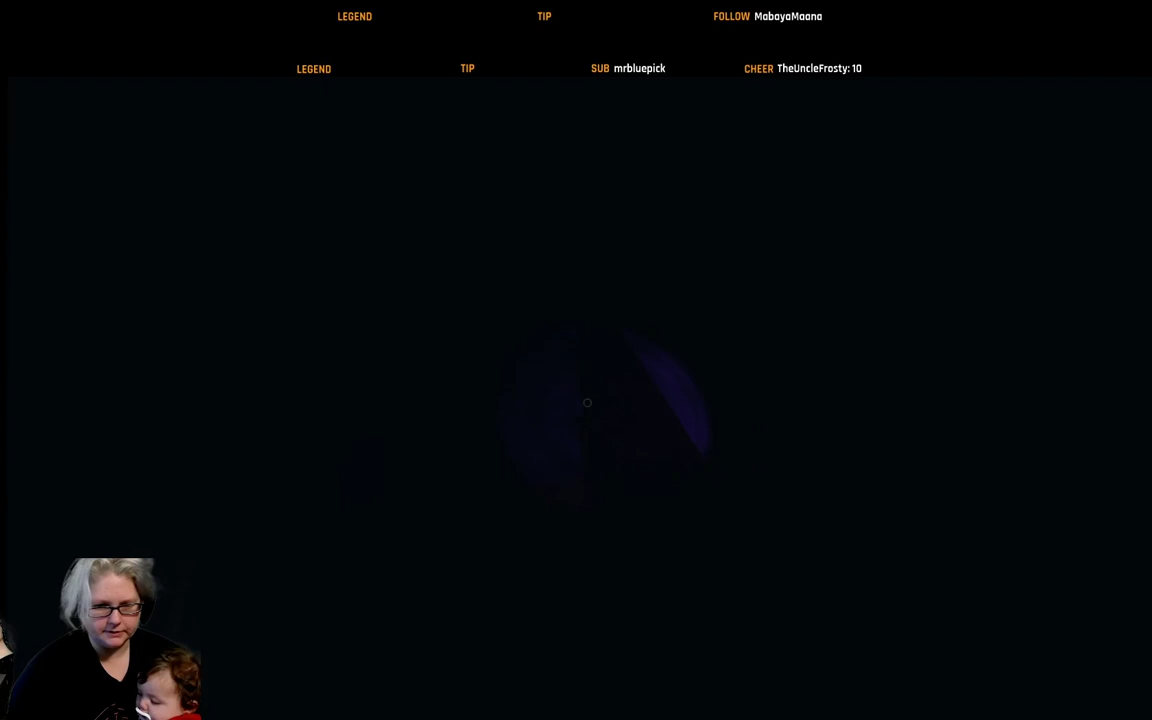 LEGEND TIP FOLLOW MabayaMaana
LEGEND TIP SUB mrbluepick CHEER TheUncleFrosty: 10